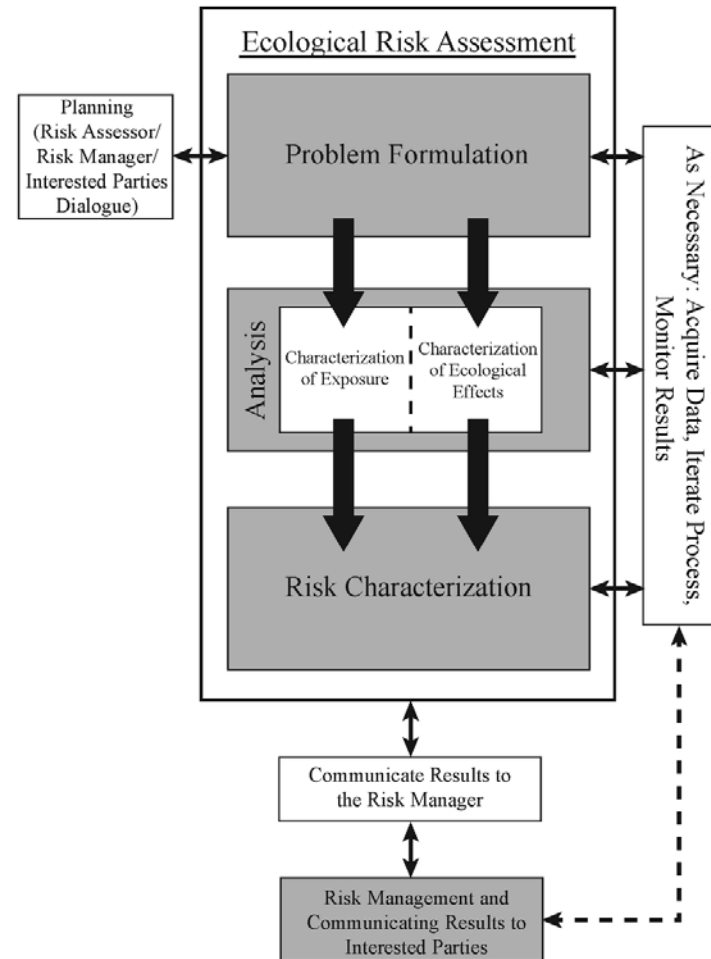 Ecological Risk Assessment
Planning
(Risk Assessor/
Risk Manager/
Interested Parties
Dialogue)
Problem Formulation
As Necessary: Acquire Data, Iterate Process,
Monitor Results
Analysis
Characterization
of Exposure
Characterization
of Ecological
Effects
Risk Characterization
Communicate Results to
the Risk Manager
Risk Management and
Communicating Results to
Interested Parties